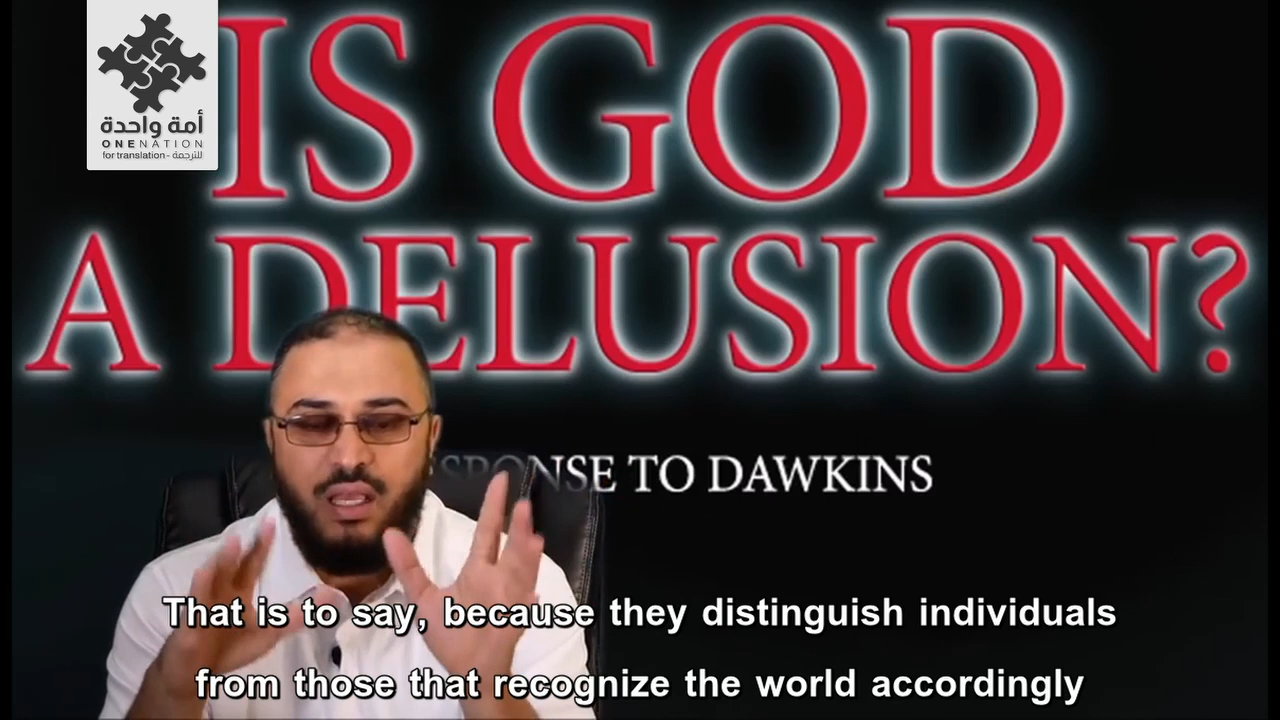 أمة واحدة
ONENATION
for translation - للترجمة
IS GOD
A DELUSION?
RESPONSE TO DAWKINS
That is to say, because they distinguish individuals
from those that recognize the world accordingly